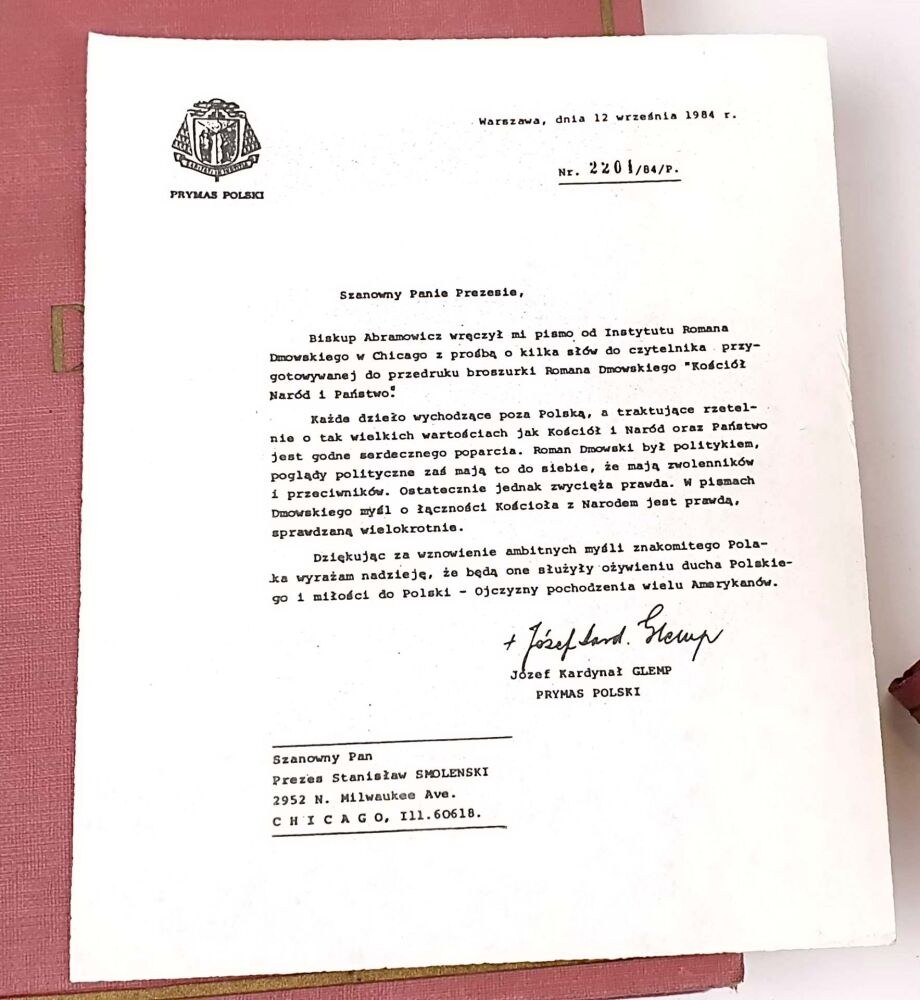 Warszawa, dnia 12 września 1984 r.
Nr. 2201/84/P.
PRYMAS POLSKI
Szanowny Panie Prezesie,
Biskup Abramowicz wręczył mi pismo od Instytutu Romana
Dmowskiego w Chicago z prośbą o kilka słów do czytelnika przy-
gotowywanej do przedruku broszurki Romana Dmowskiego "Kościół
Naród i Państwo".
Każde dzieło wychodzące poza Polską, a traktujące rzetel-
nie o tak wielkich wartościach jak Kościół i Naród oraz Państwo
jest godne serdecznego poparcia. Roman Dmowski był politykiem,
poglądy polityczne zaś mają to do siebie, że mają zwolenników
i przeciwników. Ostatecznie jednak zwycięża prawda. W pismach
Dmowskiego myśl o łączności Kościoła z Narodem jest prawdą,
sprawdzaną wielokrotnie.
Dziękując za wznowienie ambitnych myśli znakomitego Pola-
ka wyrażam nadzieję, że będą one służyły ożywieniu ducha Polskie-
go i miłości do Polski - Ojczyzny pochodzenia wielu Amerykanów.
+ Józef Card. Glemp
Józef Kardynał GLEMP
PRYMAS POLSKI
Szanowny Pan
Prezes Stanisław SMOLENSKI
2952 N. Milwaukee Ave.
C H I C A G O, Ill.60618.
D